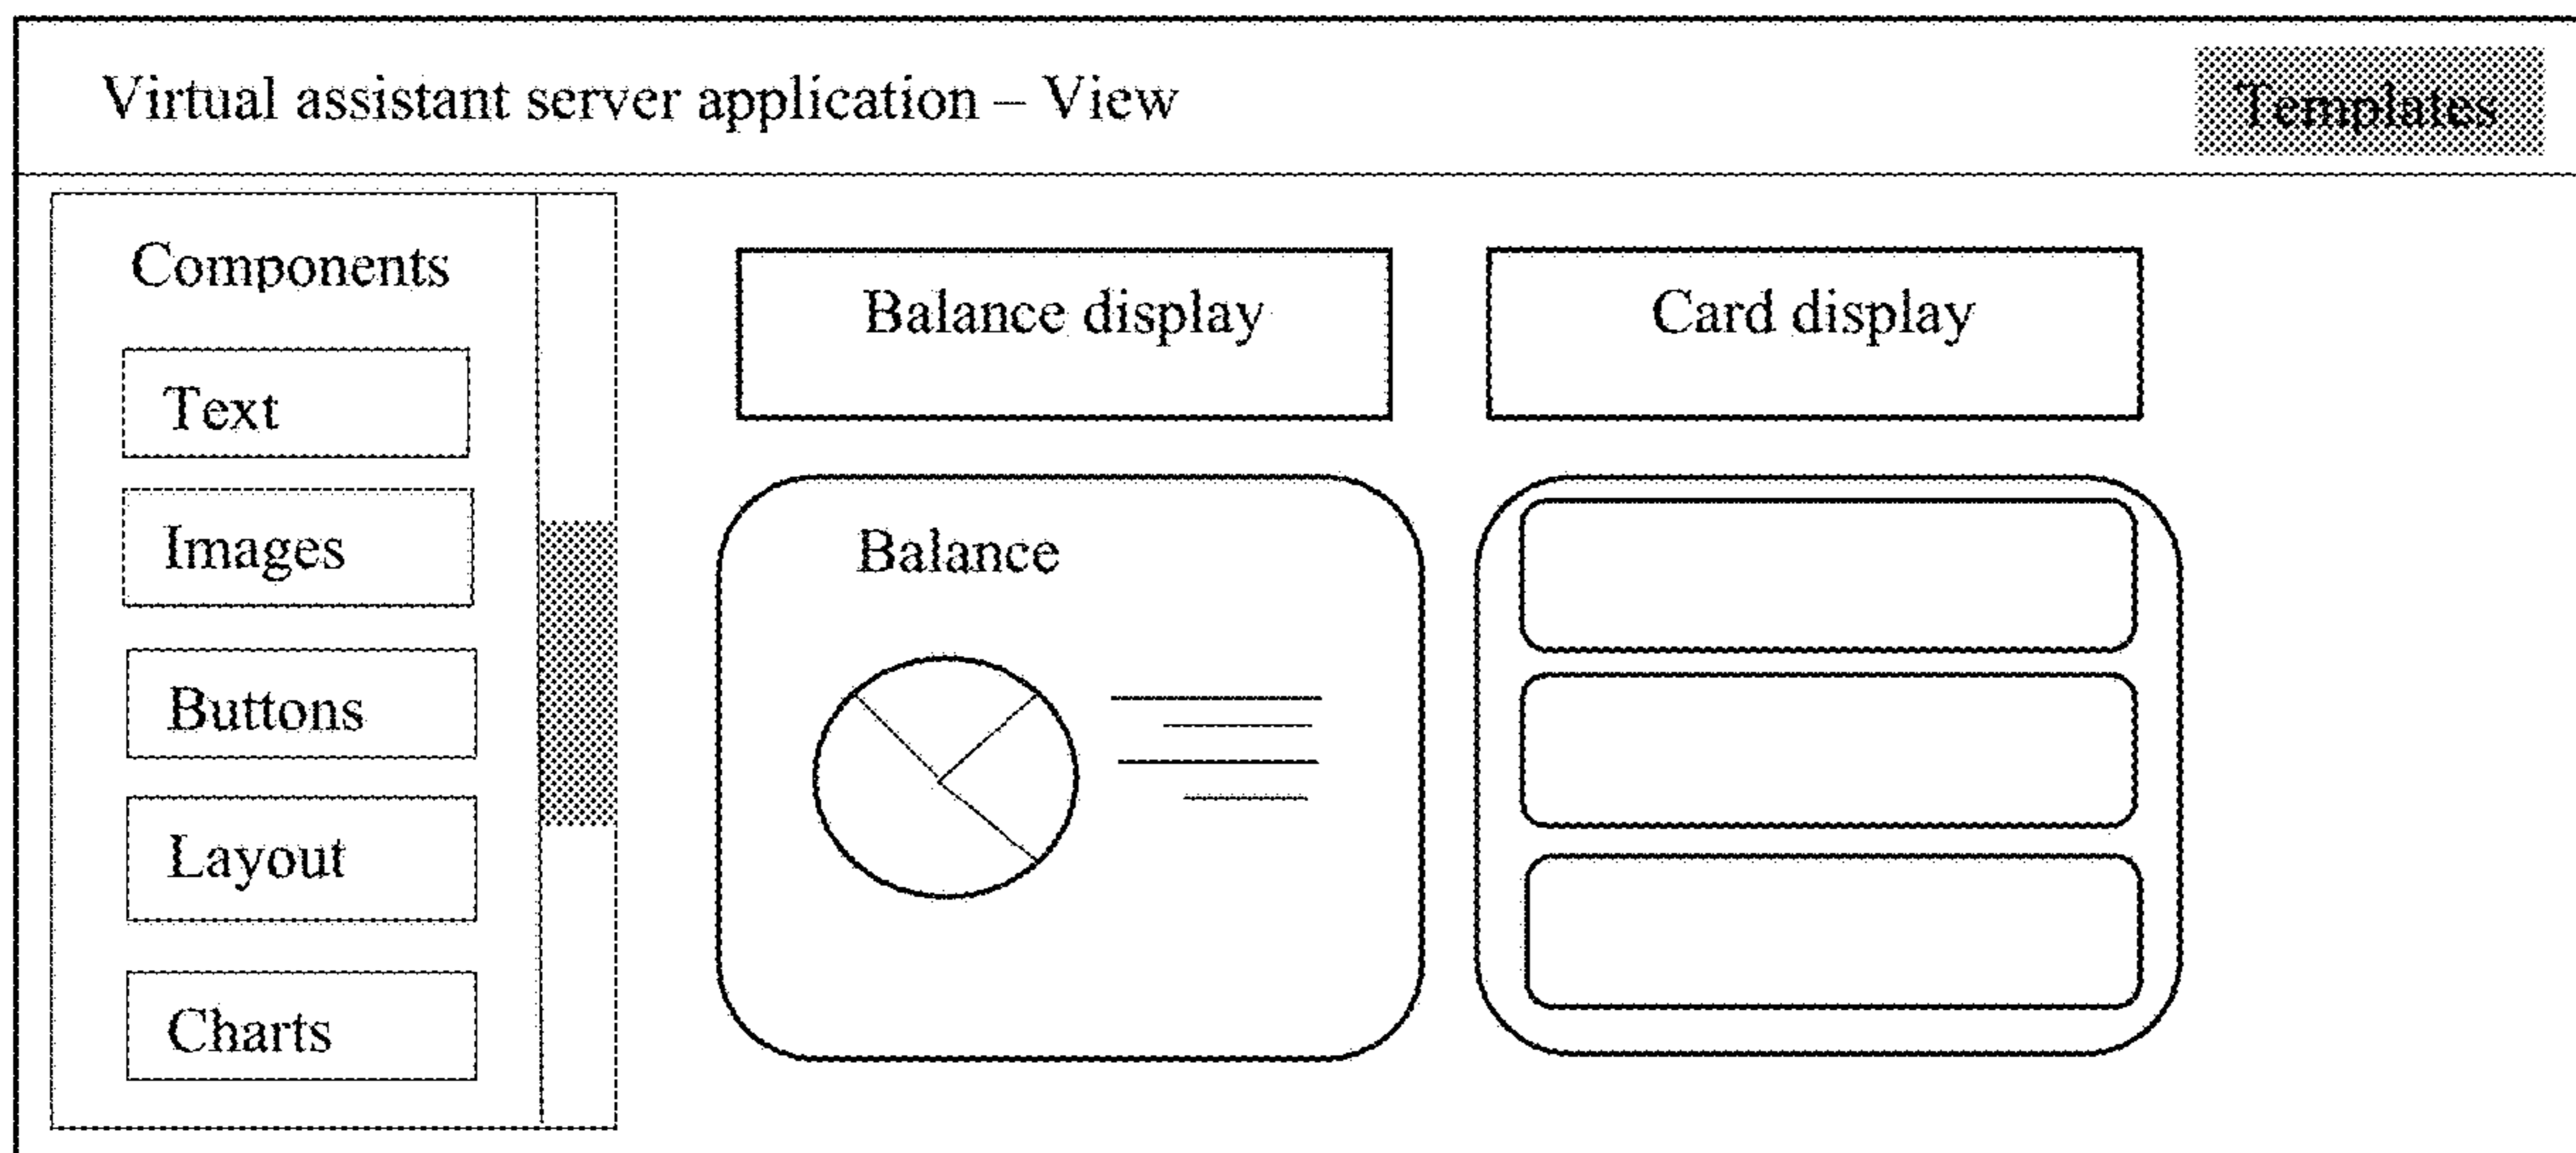 Virtual assistant server application – View
Templates
Components
Text
Images
Buttons
Layout
Charts
Balance display
Card display
Balance